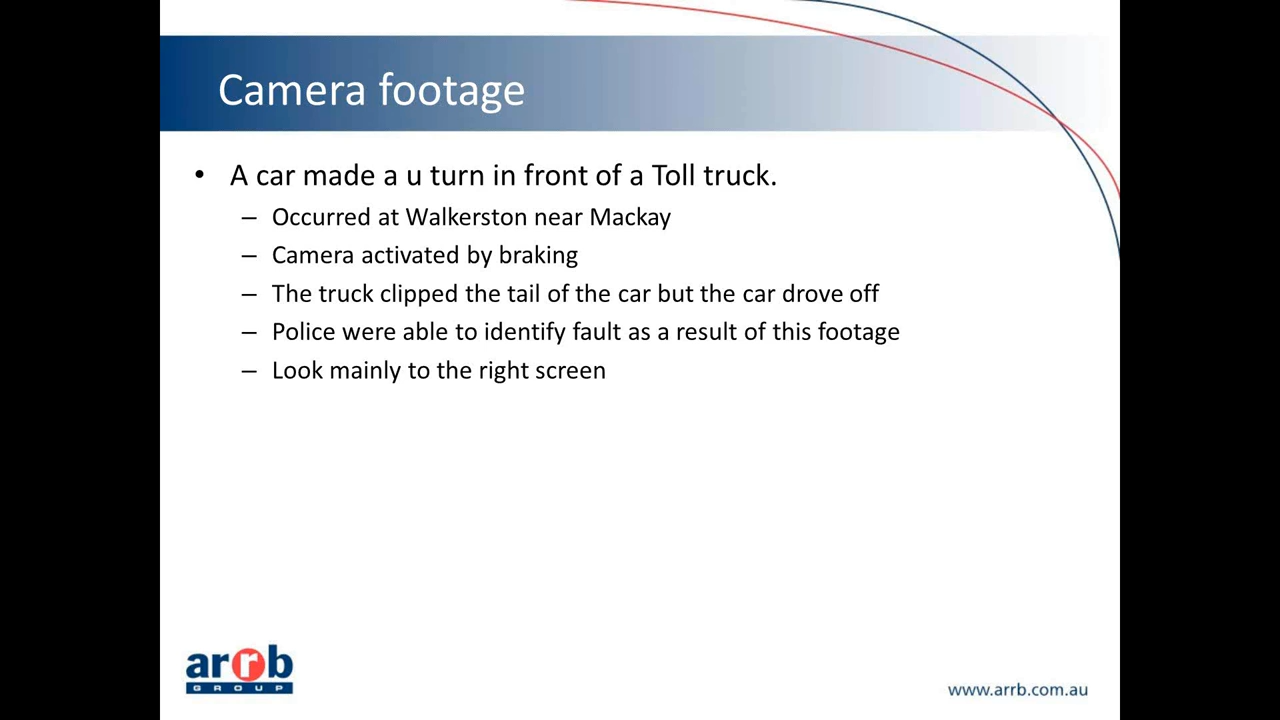 Camera footage
• A car made a u turn in front of a Toll truck.
– Occurred at Walkerston near Mackay
– Camera activated by braking
– The truck clipped the tail of the car but the car drove off
– Police were able to identify fault as a result of this footage
– Look mainly to the right screen
arrb
GROUP
www.arrb.com.au